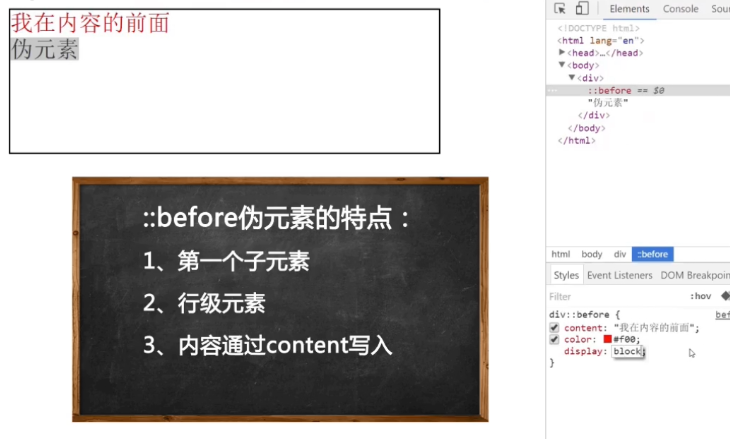 我在内容的前面
伪元素
::before伪元素的特点：
1、第一个子元素
2、行级元素
3、内容通过content写入
Elements Console Sour
<!DOCTYPE html>
<html lang="en">
<head>…</head>
<body>
<div>
::before == $0
"伪元素"
</div>
</body>
</html>
html body div ::before
Styles Event Listeners DOM Breakpoin
Filter :hov
div::before { bef
content: "我在内容的前面";
color: #f00;
display: block;
}